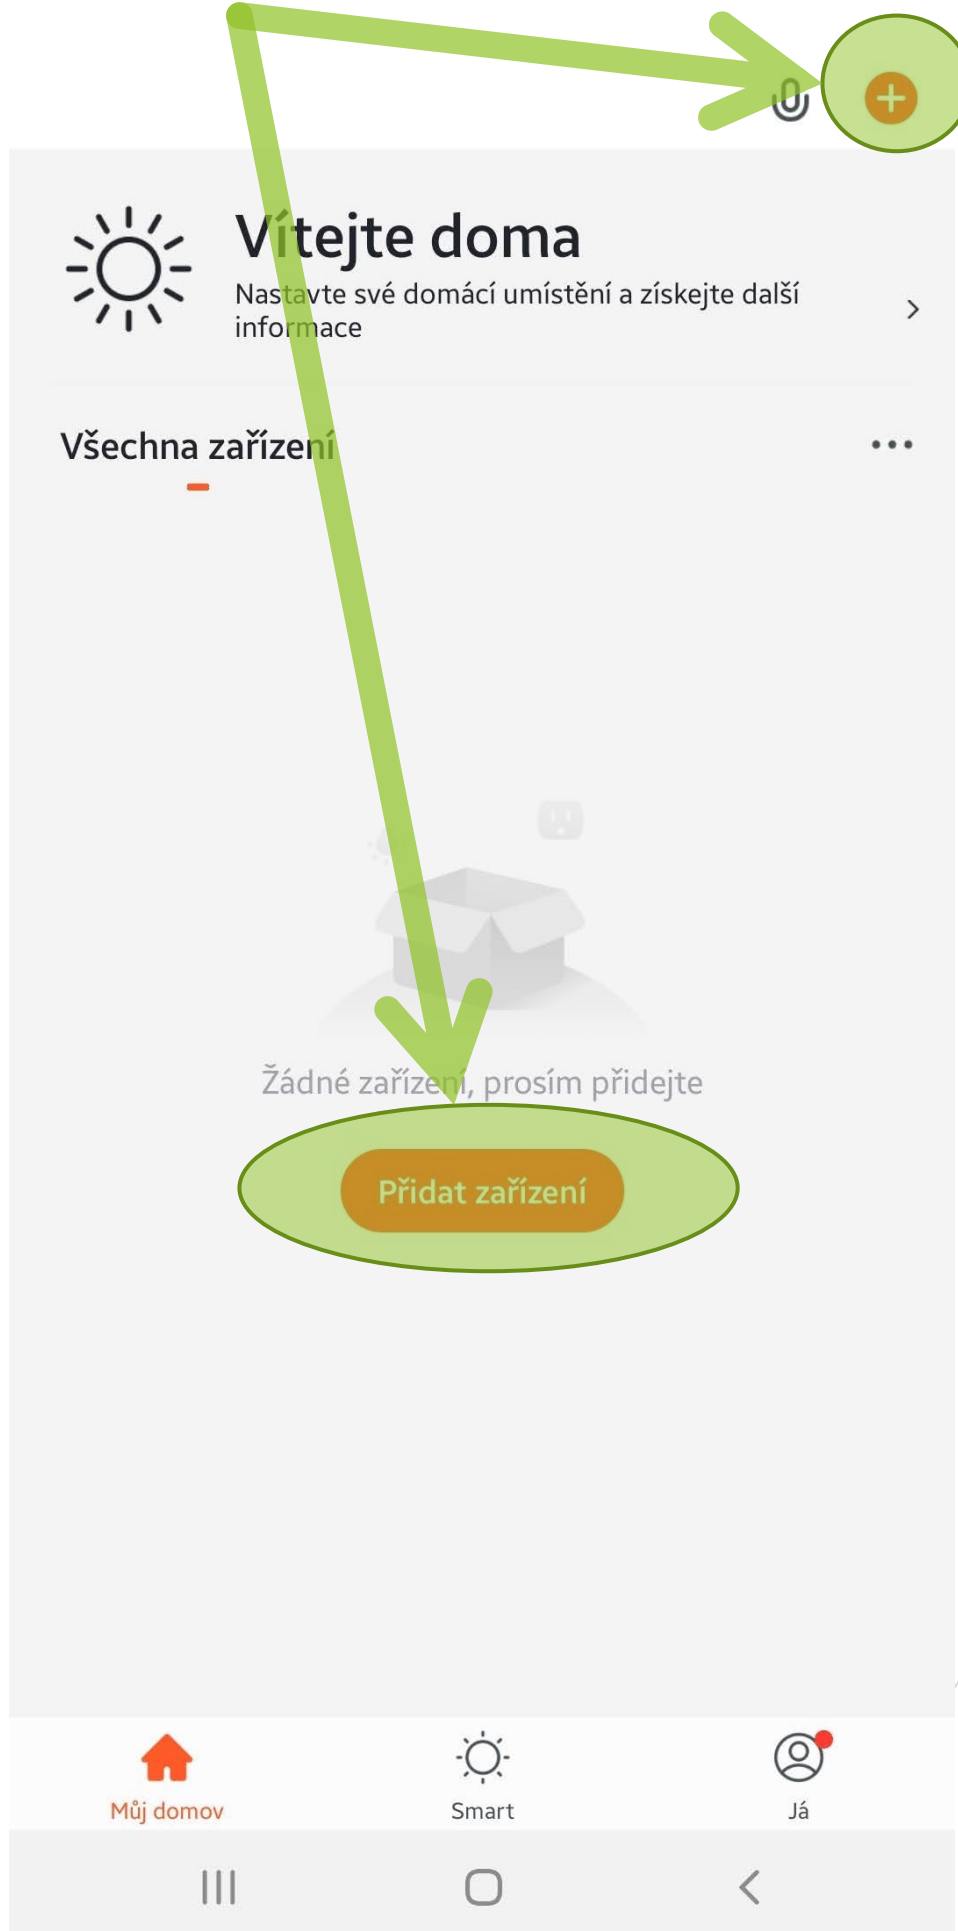 Vítejte doma
Nastavte své domácí umístění a získejte další
informace
Všechna zařízení
Žádné zařízení, prosím přidejte
Přidat zařízení
Můj domov
Smart
Já